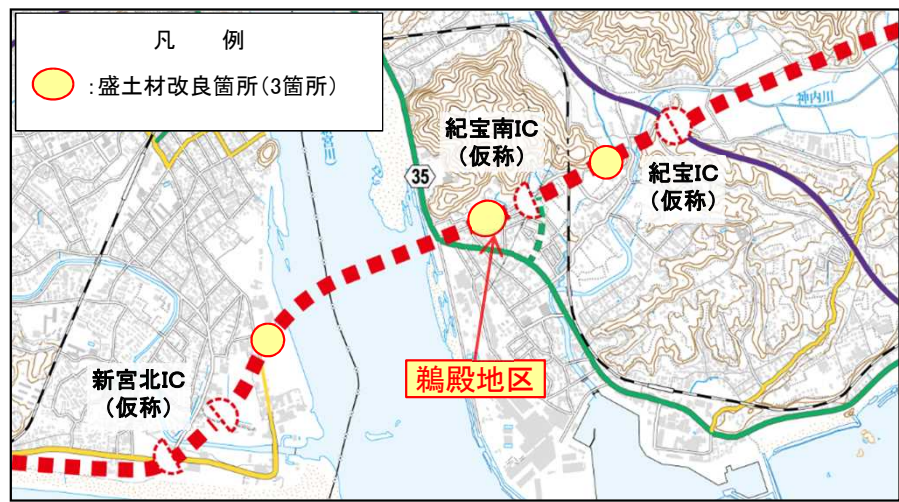 凡　例
：盛土材改良箇所（3箇所）
紀宝南IC
（仮称）
神内川
35
紀宝IC
（仮称）
新宮北IC
（仮称）
鵜殿地区